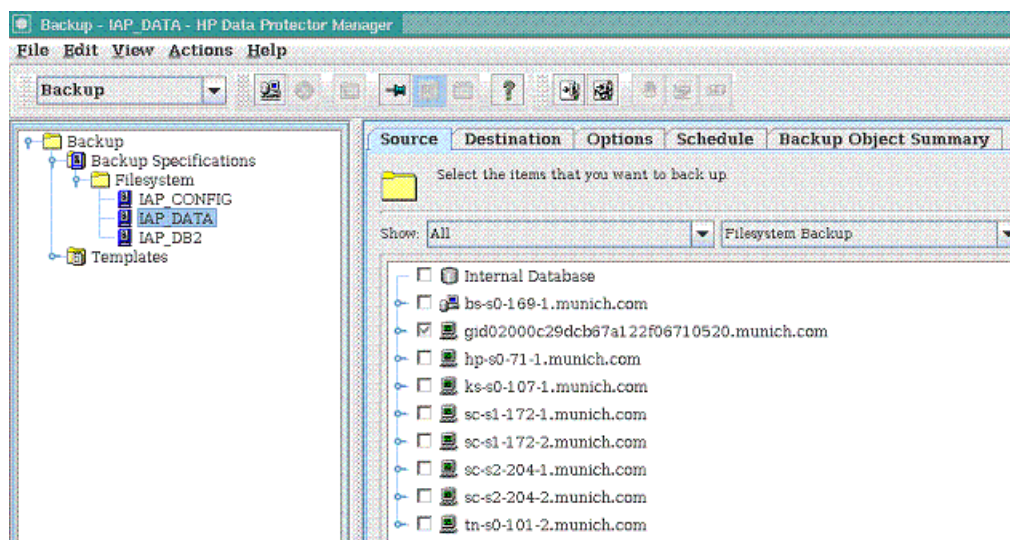 Backup - IAP_DATA - HP Data Protector Manager
File Edit View Actions Help
Backup
Backup
Backup Specifications
Filesystem
IAP_CONFIG
IAP_DATA
IAP_DB2
Templates
Source Destination Options Schedule Backup Object Summary
Select the items that you want to back up
Show: All Filesystem Backup
Internal Database
bs-s0-169-1.munich.com
gid02000c29dcb67a122f06710520.munich.com
hp-s0-71-1.munich.com
ks-s0-107-1.munich.com
sc-s1-172-1.munich.com
sc-s1-172-2.munich.com
sc-s2-204-1.munich.com
sc-s2-204-2.munich.com
tn-s0-101-2.munich.com